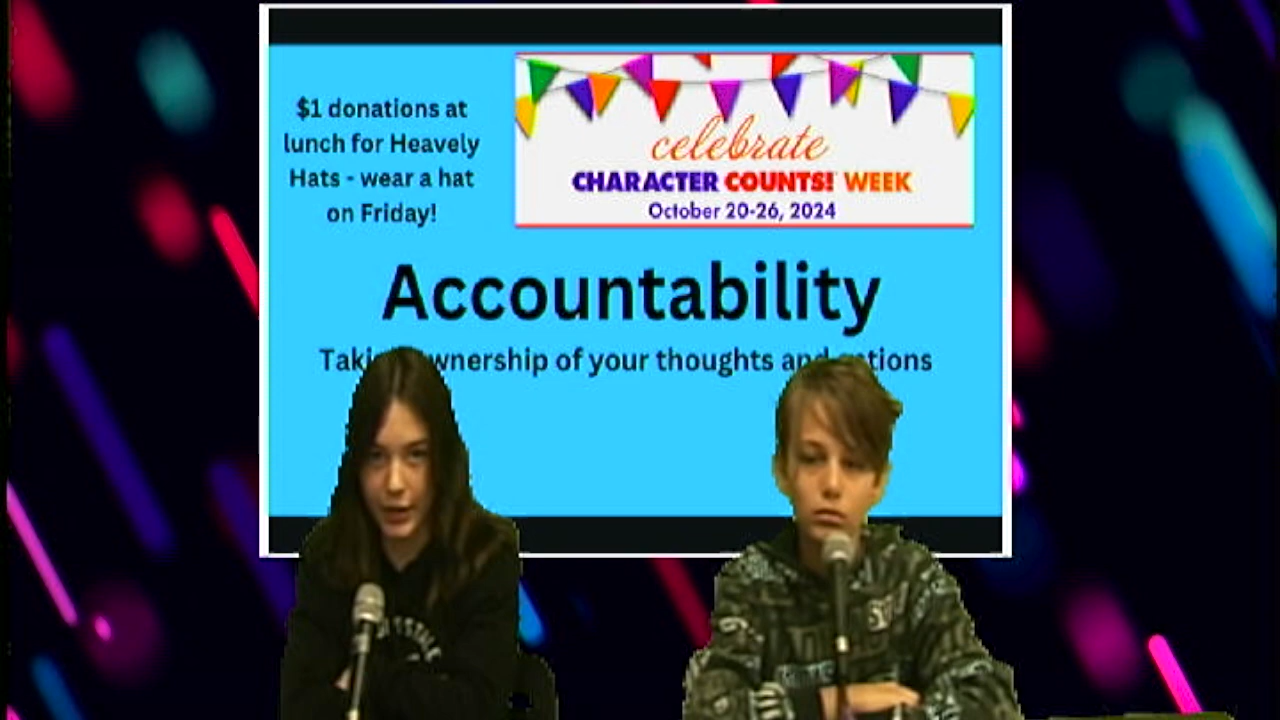 $1 donations at
lunch for Heavely
Hats - wear a hat
on Friday!
celebrate
CHARACTER COUNTS! WEEK
October 20-26, 2024
Accountability
of your thoughts